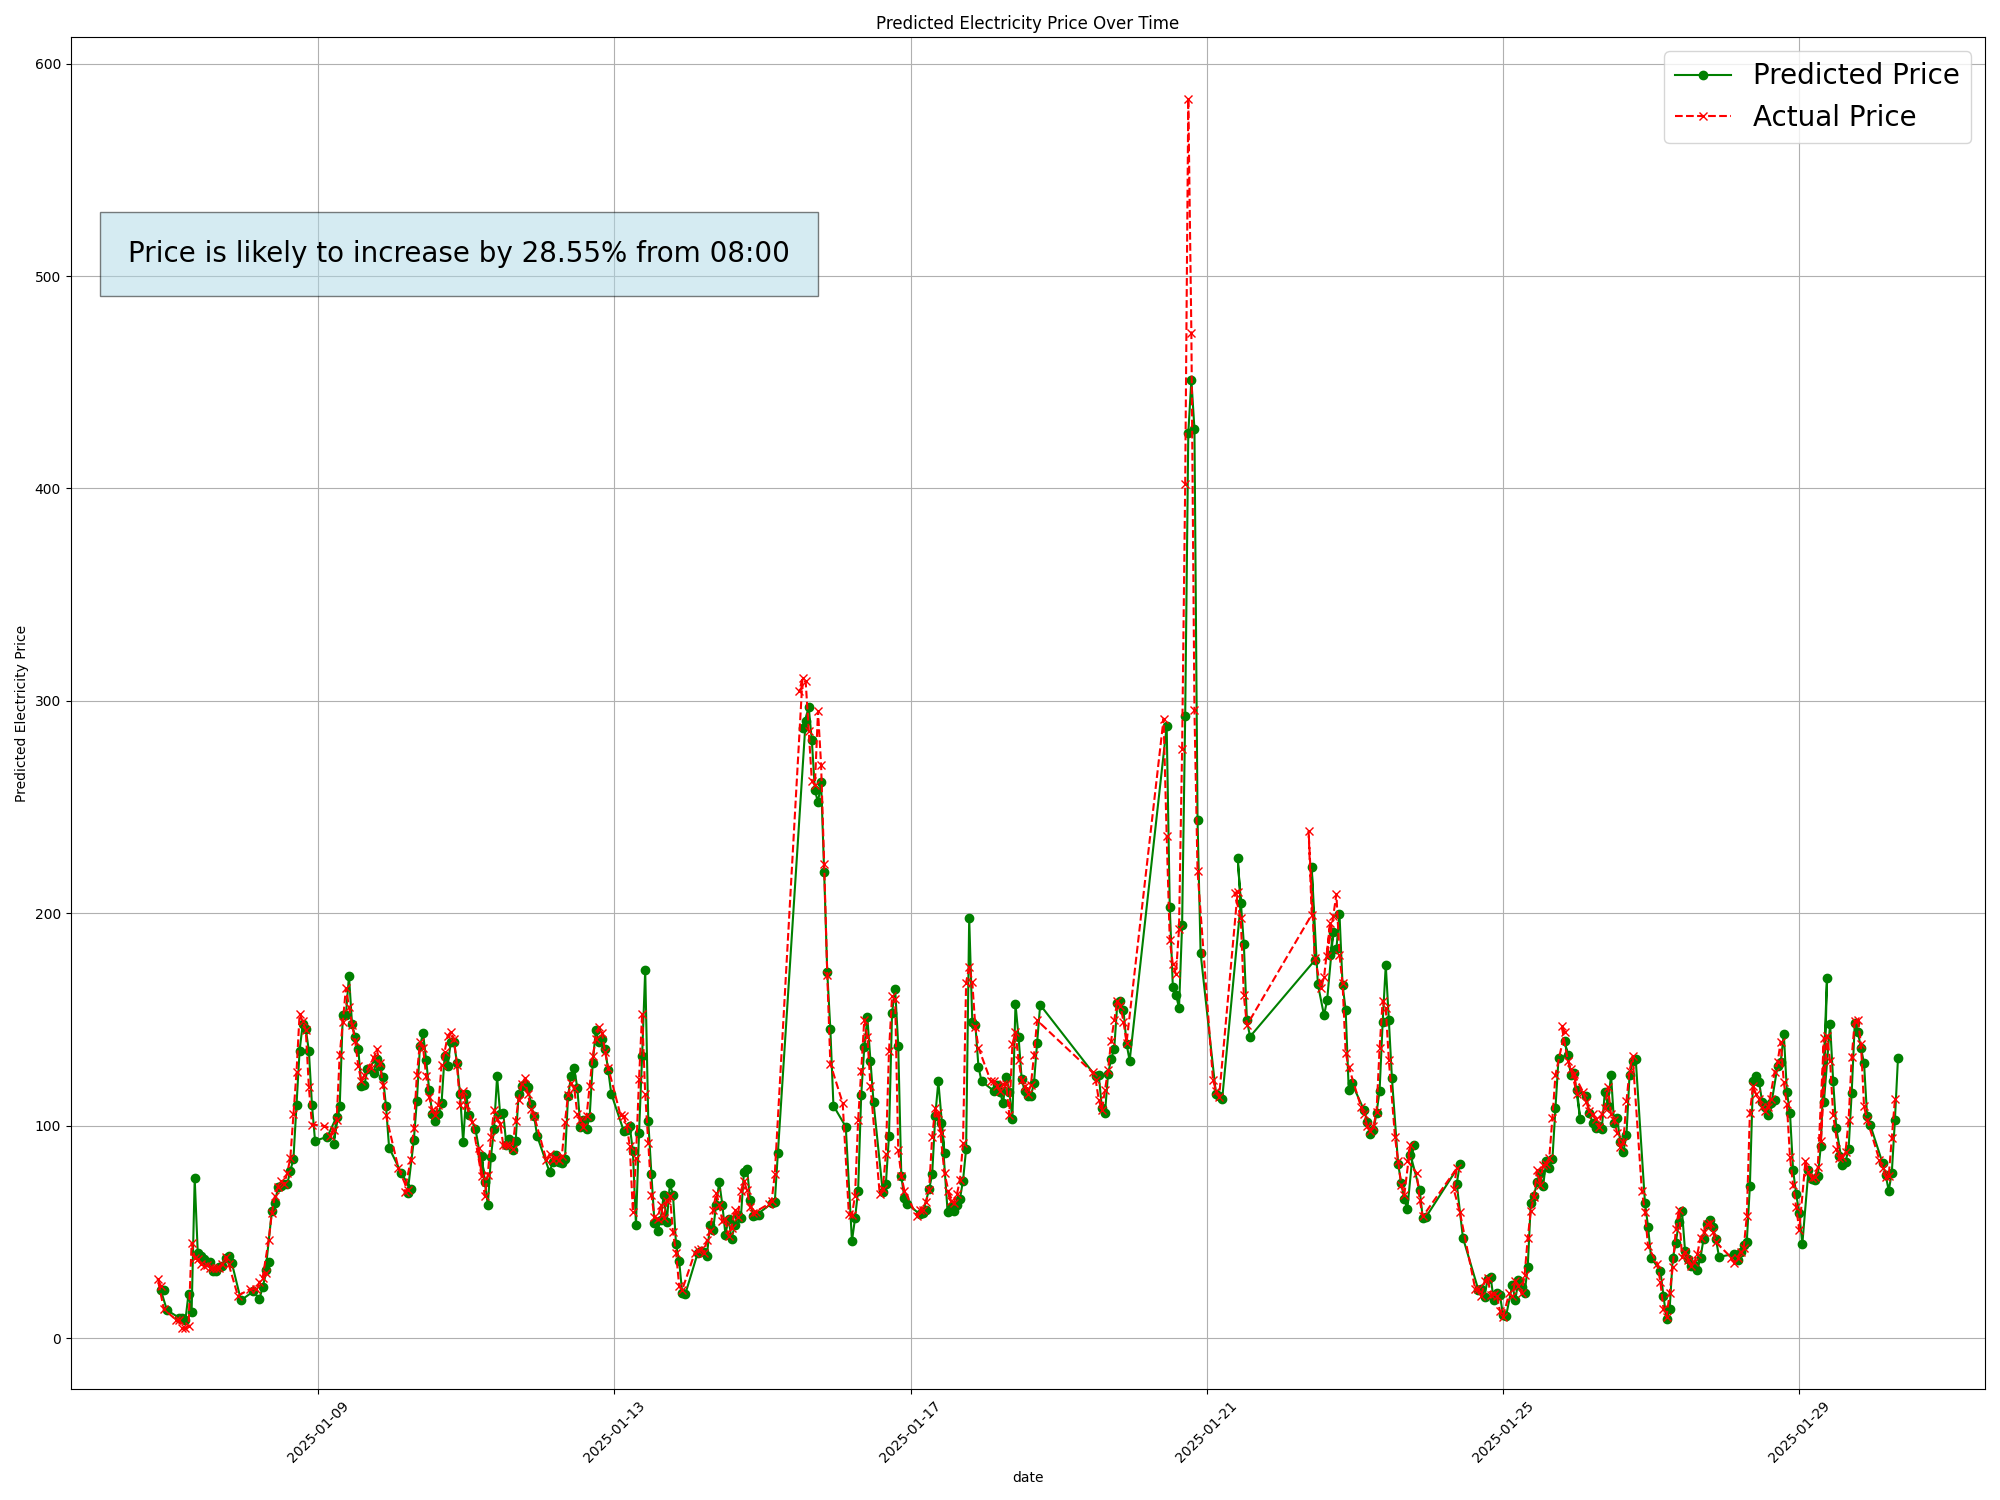 Predicted Electricity Price Over Time
Predicted Price
Actual Price
Price is likely to increase by 28.55% from 08:00
Predicted Electricity Price
600
500
400
300
200
100
0
2025-01-09
2025-01-13
2025-01-17
2025-01-21
2025-01-25
2025-01-29
date